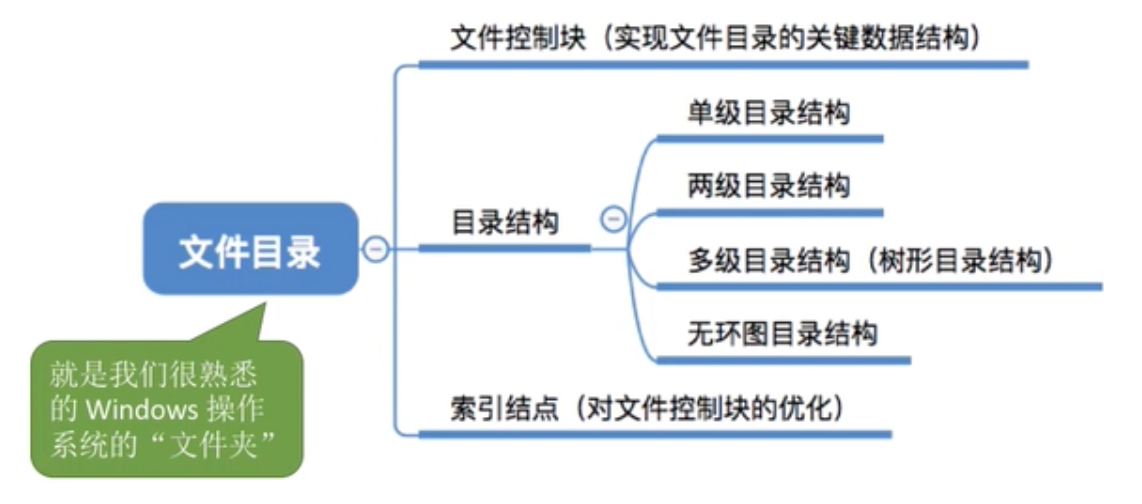 文件控制块（实现文件目录的关键数据结构）
单级目录结构
两级目录结构
目录结构
文件目录
多级目录结构（树形目录结构）
无环图目录结构
就是我们很熟悉
的 Windows 操作
系统的“文件夹”
索引结点（对文件控制块的优化）